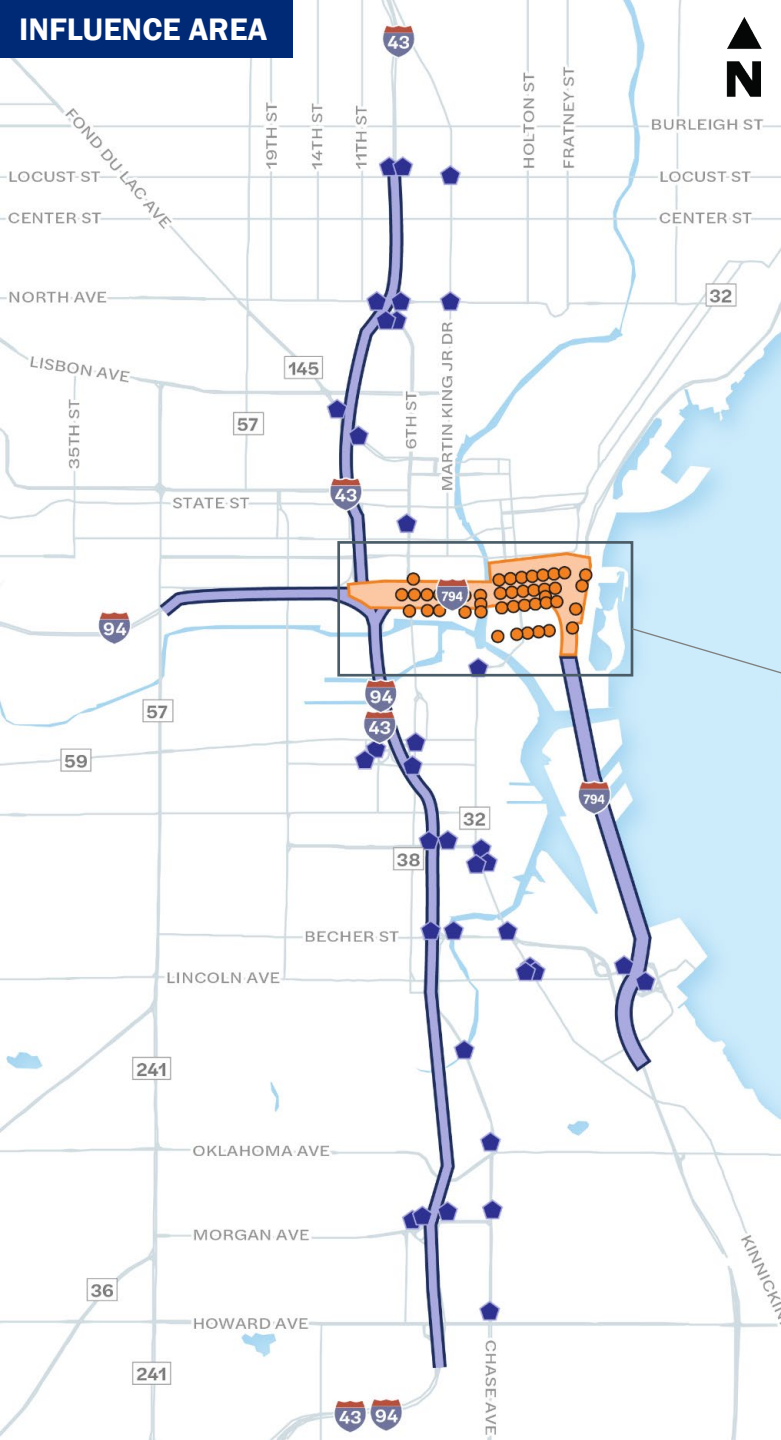 INFLUENCE AREA
43
N
FOND DU LAC AVE
19TH ST
14TH ST
11TH ST
HOLTON ST
FRATNEY ST
BURLEIGH ST
LOCUST ST
LOCUST ST
CENTER ST
CENTER ST
NORTH AVE
32
LISBON AVE
145
MARTIN KING JR DR
6TH ST
35TH ST
57
43
STATE ST
794
94
94
57
43
59
794
32
38
BECHER ST
LINCOLN AVE
241
OKLAHOMA AVE
MORGAN AVE
KINNICKIN
36
HOWARD AVE
241
CHASE AVE
43
94